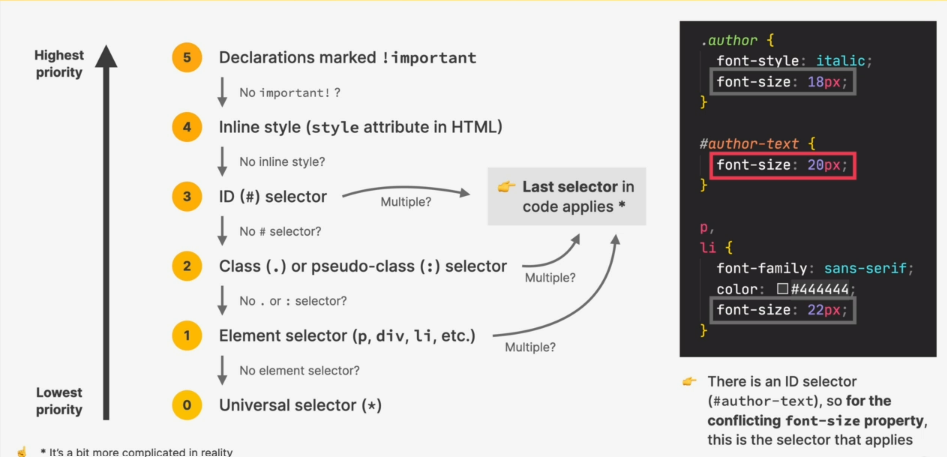 Highest
priority
5 Declarations marked !important
No important! ?
4 Inline style (style attribute in HTML)
No inline style?
3 ID (#) selector
Multiple?
👉 Last selector in
code applies *
No # selector?
2 Class (.) or pseudo-class (:) selector
Multiple?
No . or : selector?
1 Element selector (p, div, li, etc.)
Multiple?
No element selector?
Lowest
priority
0 Universal selector (*)
☝️ * It's a bit more complicated in reality
.author {
font-style: italic;
font-size: 18px;
}
#author-text {
font-size: 20px;
}
p,
li {
font-family: sans-serif;
color: #444444;
font-size: 22px;
}
👉 There is an ID selector
(#author-text), so for the
conflicting font-size property,
this is the selector that applies